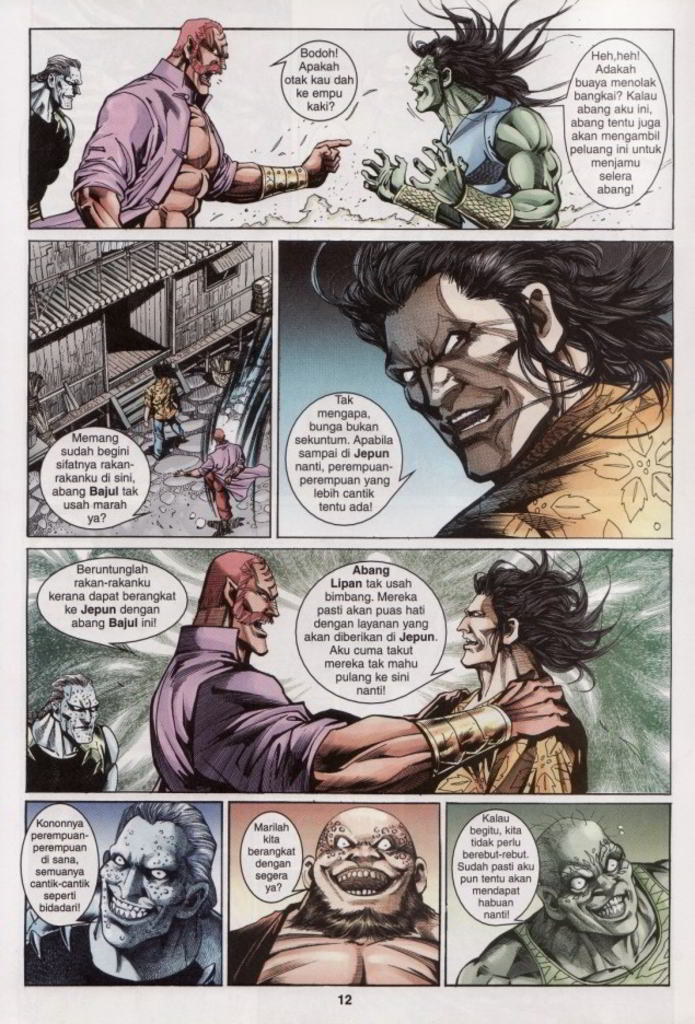 Bodoh!
Apakah
otak kau dah
ke empu
kaki?
Heh,heh!
Adakah
buaya menolak
bangkai? Kalau
abang aku ini,
abang tentu juga
akan mengambil
peluang ini untuk
menjamu
selera
abang!
Memang
sudah begini
sifatnya rakan-
rakanku di sini,
abang Bajul tak
usah marah
ya?
Tak
mengapa,
bunga bukan
sekuntum. Apabila
sampai di Jepun
nanti, perempuan-
perempuan yang
lebih cantik
tentu ada!
Beruntunglah
rakan-rakanku
kerana dapat berangkat
ke Jepun dengan
abang Bajul ini!
Abang
Lipan tak usah
bimbang. Mereka
pasti akan puas hati
dengan layanan yang
akan diberikan di Jepun.
Aku cuma takut
mereka tak mahu
pulang ke sini
nanti!
Kononnya
perempuan-
perempuan
di sana,
semuanya
cantik-cantik
seperti
bidadari!
Marilah
kita
berangkat
dengan
segera
ya?
Kalau
begitu, kita
tidak perlu
berebut-rebut.
Sudah pasti aku
pun tentu akan
mendapat
habuan
nanti!
12